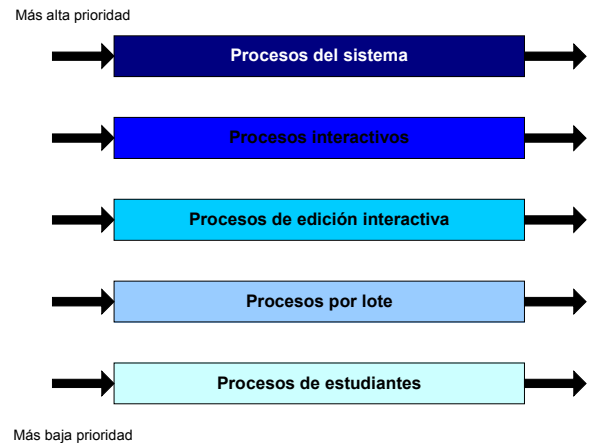 Más alta prioridad
Procesos del sistema
Procesos interactivos
Procesos de edición interactiva
Procesos por lote
Procesos de estudiantes
Más baja prioridad